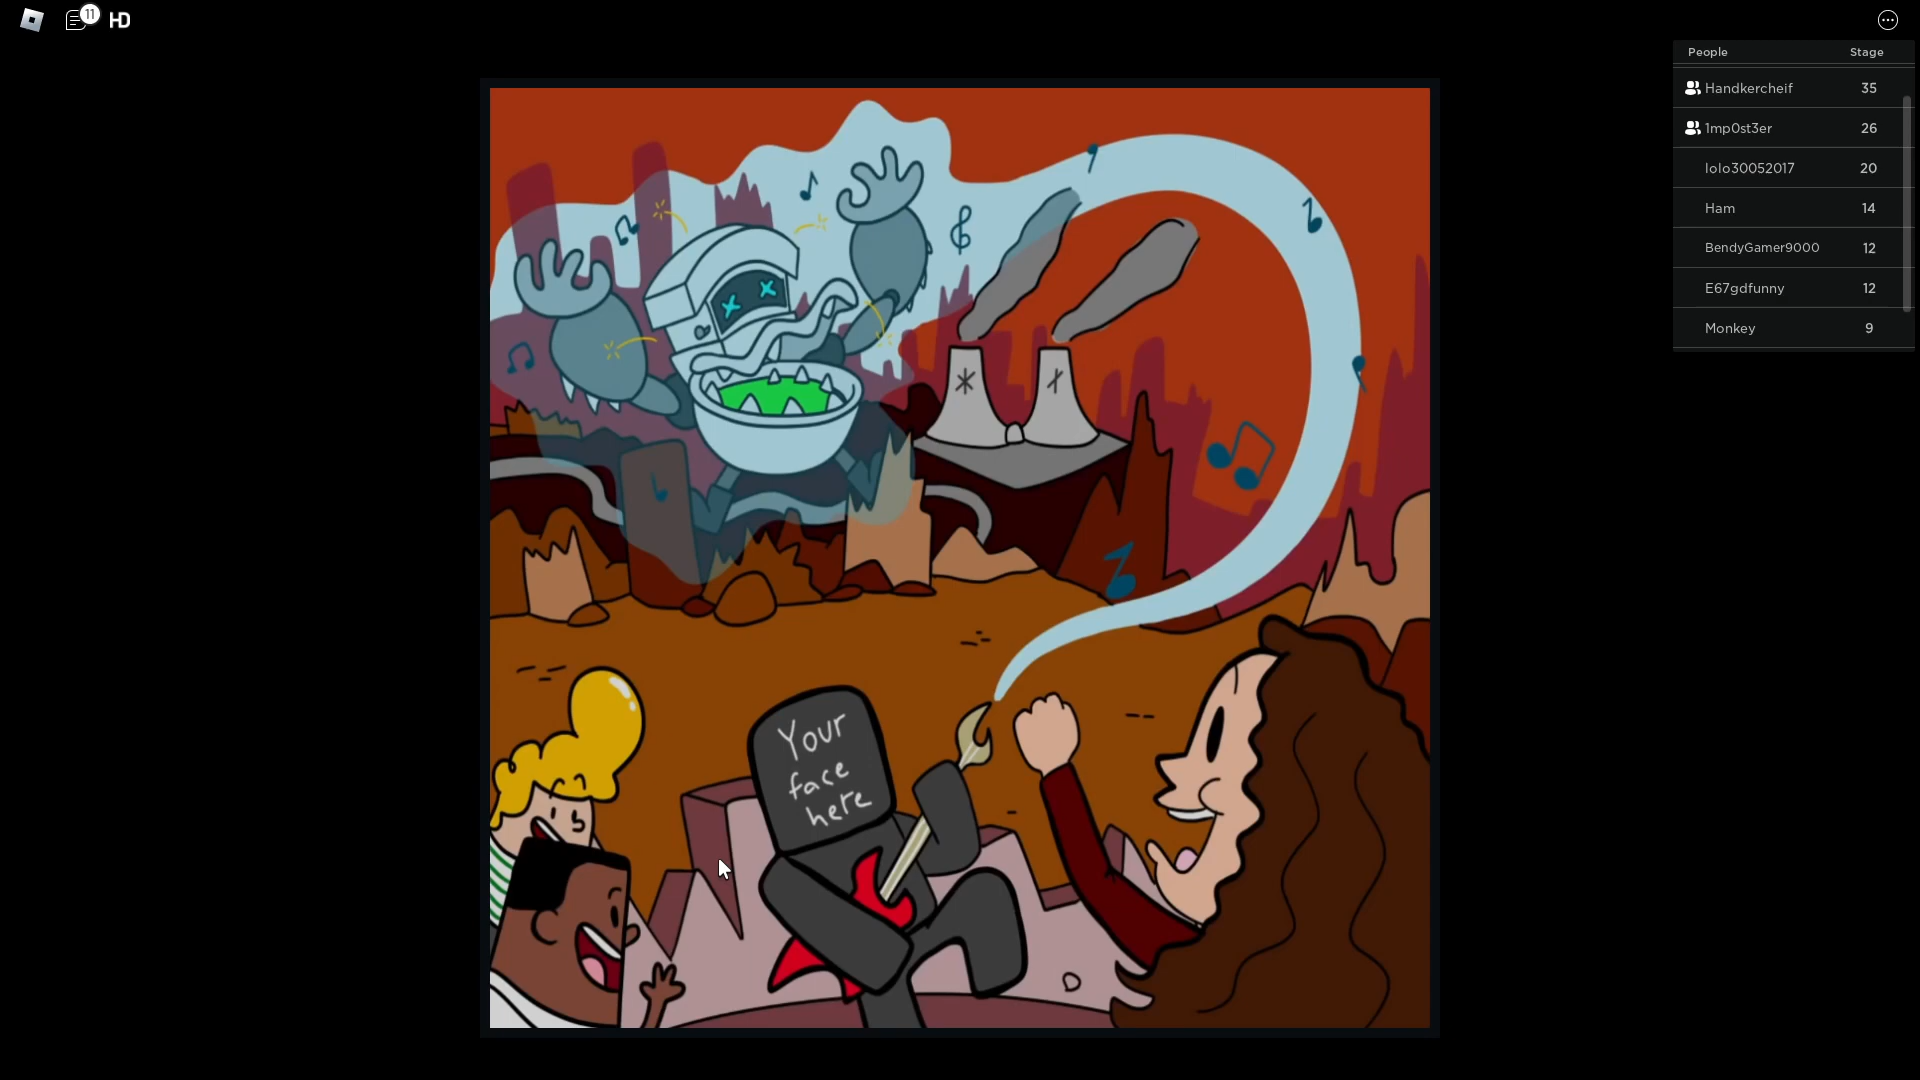 11
HD
People Stage
Handkercheif 35
1mp0st3er 26
lolo30052017 20
Ham 14
BendyGamer9000 12
E67gdfunny 12
Monkey 9
Your
face
here